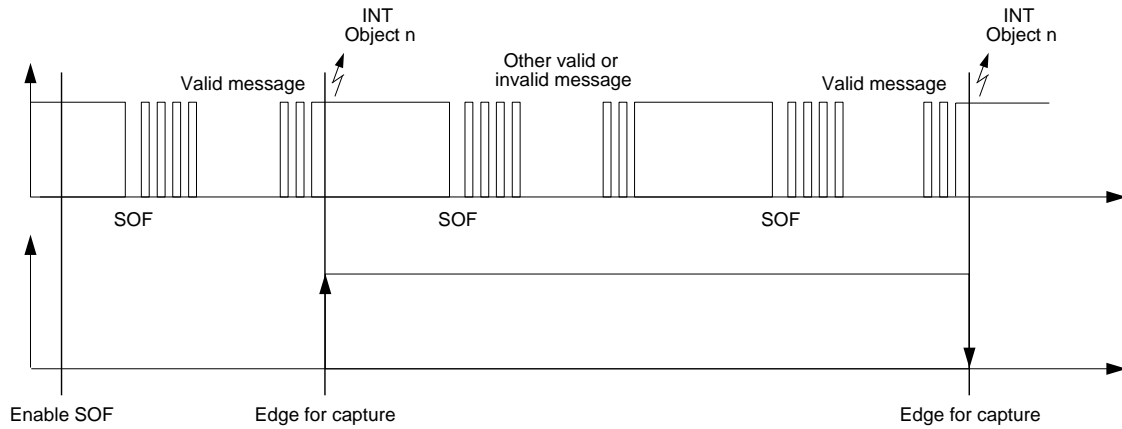 INT
Object n
INT
Object n
Valid message
Other valid or
invalid message
Valid message
SOF
SOF
SOF
Enable SOF
Edge for capture
Edge for capture